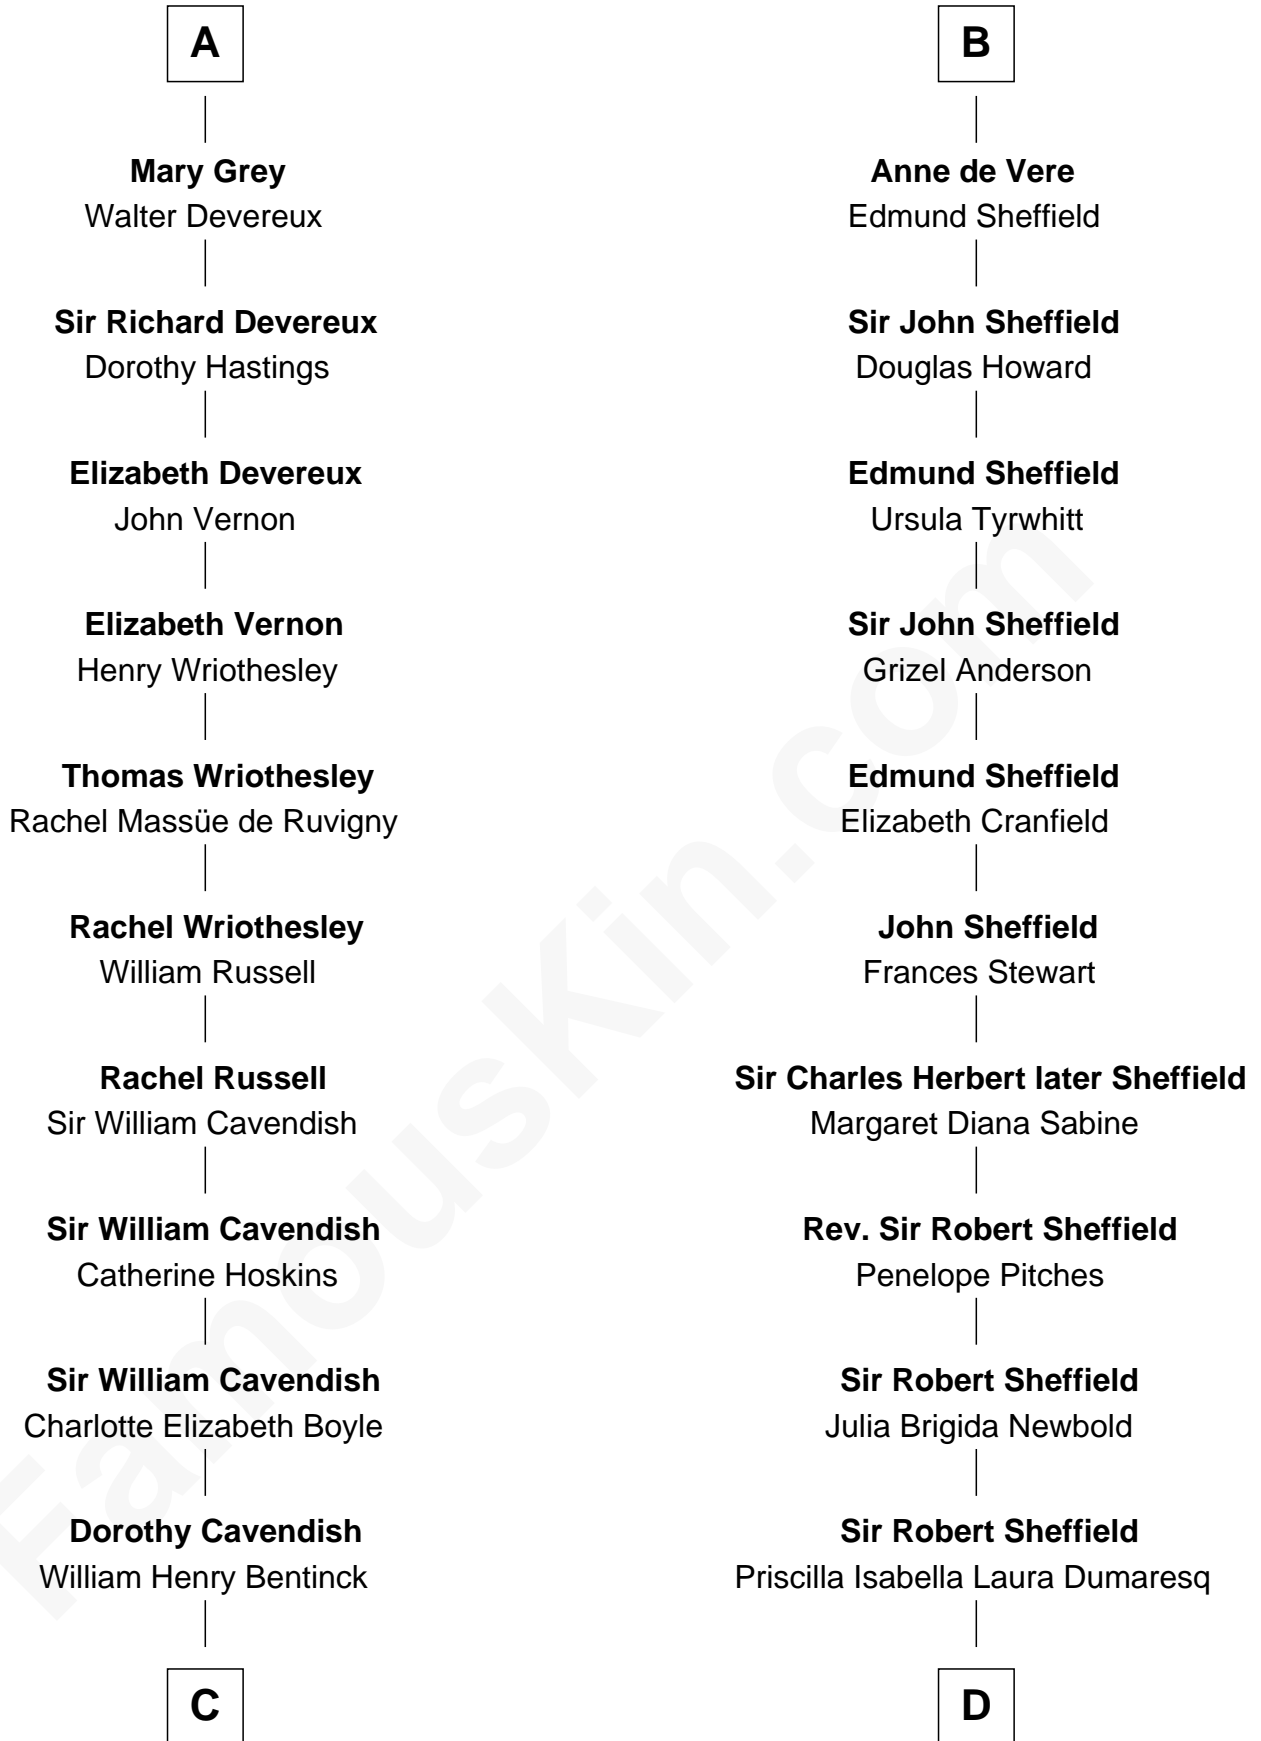 A
Mary Grey
Walter Devereux
Sir Richard Devereux
Dorothy Hastings
Elizabeth Devereux
John Vernon
Elizabeth Vernon
Henry Wriothesley
Thomas Wriothesley
Rachel Massüe de Ruvigny
Rachel Wriothesley
William Russell
Rachel Russell
Sir William Cavendish
Sir William Cavendish
Catherine Hoskins
Sir William Cavendish
Charlotte Elizabeth Boyle
Dorothy Cavendish
William Henry Bentinck
C
B
Anne de Vere
Edmund Sheffield
Sir John Sheffield
Douglas Howard
Edmund Sheffield
Ursula Tyrwhitt
Sir John Sheffield
Grizel Anderson
Edmund Sheffield
Elizabeth Cranfield
John Sheffield
Frances Stewart
Sir Charles Herbert later Sheffield
Margaret Diana Sabine
Rev. Sir Robert Sheffield
Penelope Pitches
Sir Robert Sheffield
Julia Brigida Newbold
Sir Robert Sheffield
Priscilla Isabella Laura Dumaresq
D
FamousKin.com